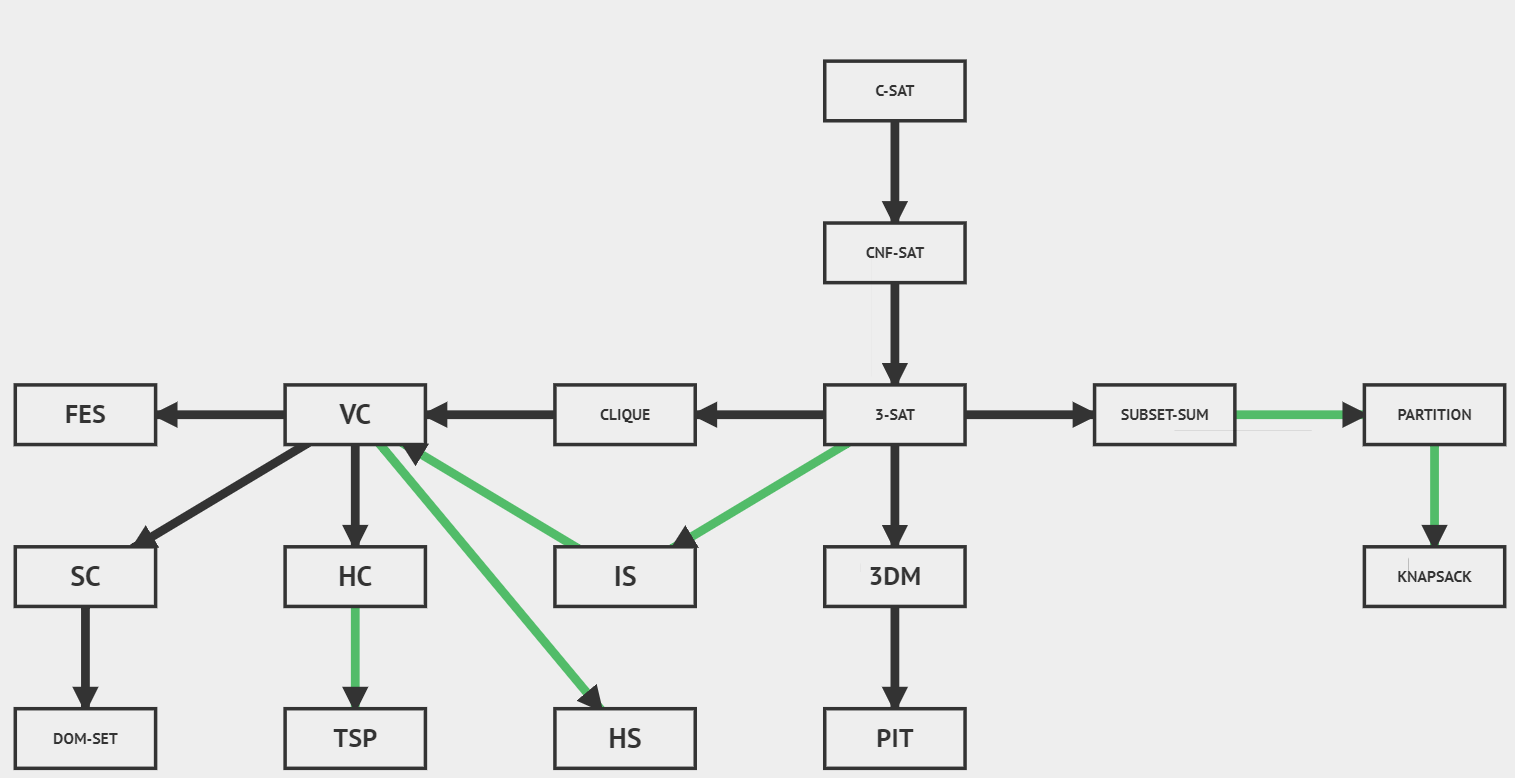 C-SAT
CNF-SAT
FES
VC
CLIQUE
3-SAT
SUBSET-SUM
PARTITION
SC
HC
IS
3DM
KNAPSACK
DOM-SET
TSP
HS
PIT